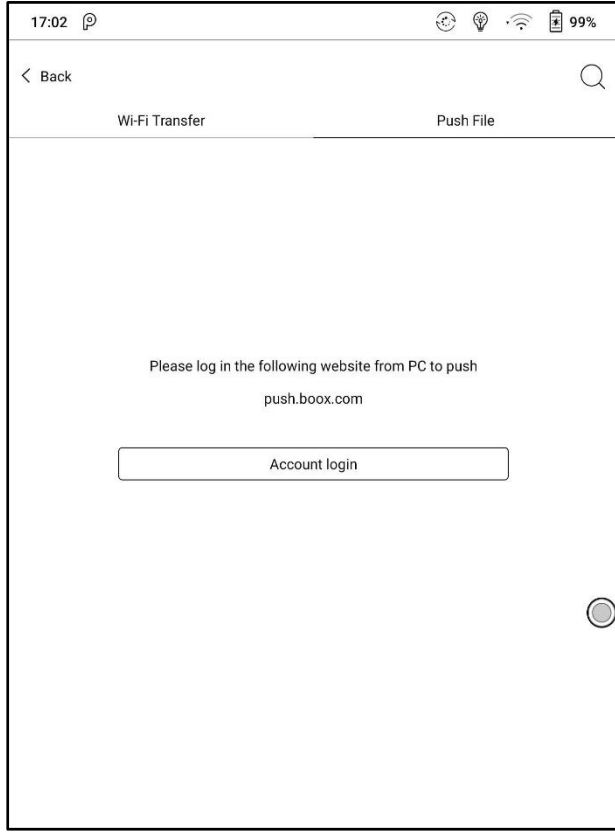 17:02 99%
Back
Wi-Fi Transfer Push File
Please log in the following website from PC to push
push.boox.com
Account login